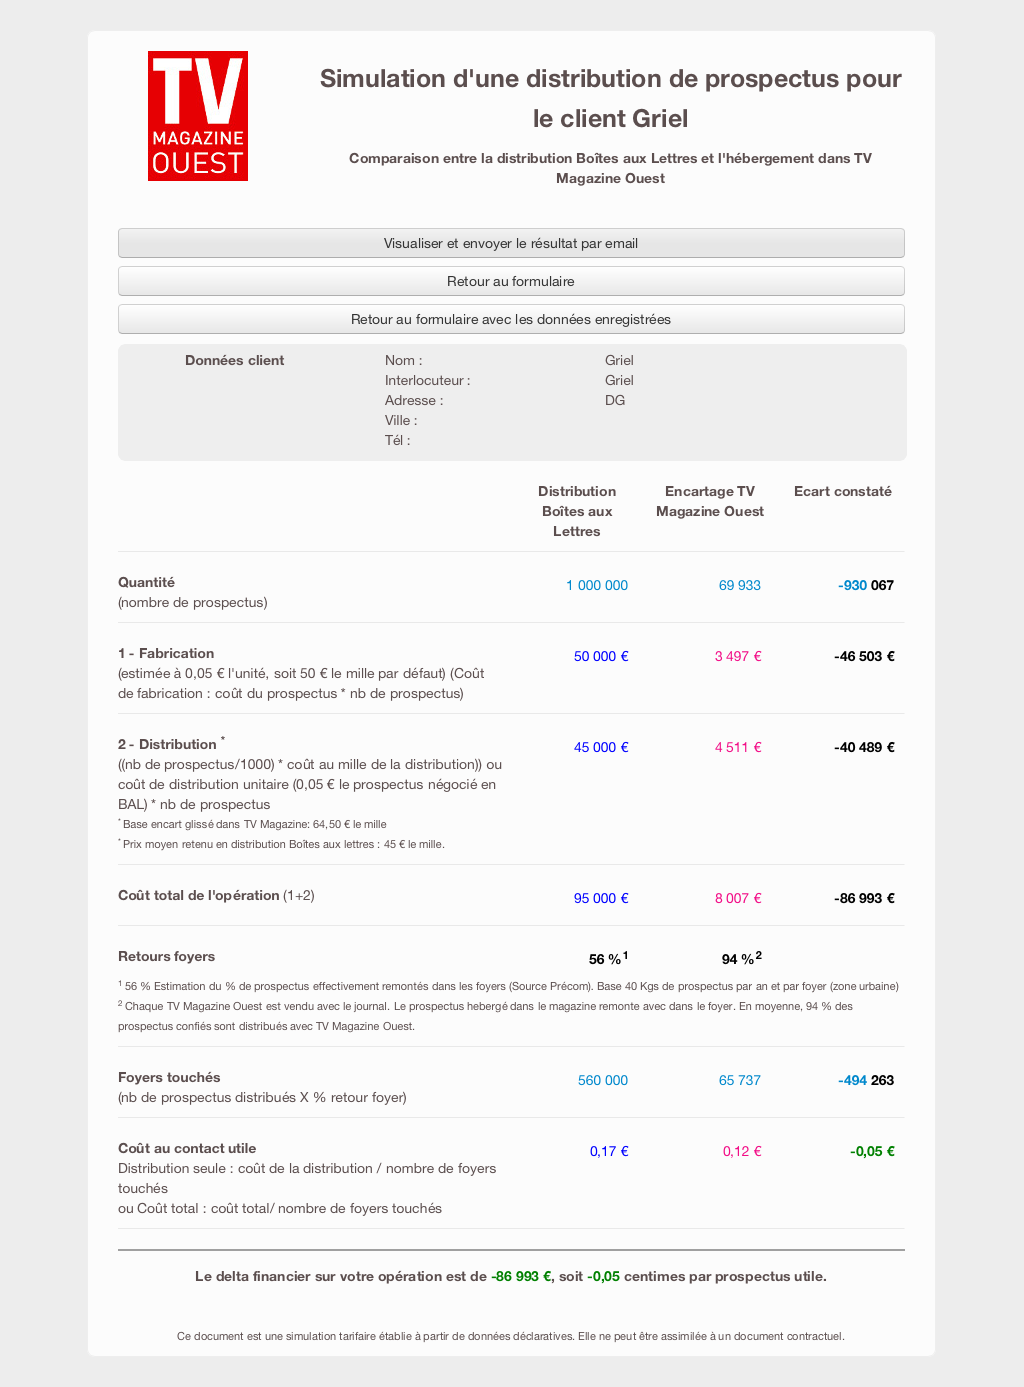 TV
MAGAZINE
OUEST
Simulation d'une distribution de prospectus pour
le client Griel
Comparaison entre la distribution Boîtes aux Lettres et l'hébergement dans TV
Magazine Ouest
Visualiser et envoyer le résultat par email
Retour au formulaire
Retour au formulaire avec les données enregistrées
Données client Nom : Griel
Interlocuteur : Griel
Adresse : DG
Ville :
Tél :
Distribution Encartage TV Ecart constaté
Boîtes aux Magazine Ouest
Lettres
Quantité 1 000 000 69 933 -930 067
(nombre de prospectus)
1 - Fabrication 50 000 € 3 497 € -46 503 €
(estimée à 0,05 € l'unité, soit 50 € le mille par défaut) (Coût
de fabrication : coût du prospectus * nb de prospectus)
2 - Distribution * 45 000 € 4 511 € -40 489 €
((nb de prospectus/1000) * coût au mille de la distribution)) ou
coût de distribution unitaire (0,05 € le prospectus négocié en
BAL) * nb de prospectus
* Base encart glissé dans TV Magazine: 64,50 € le mille
* Prix moyen retenu en distribution Boîtes aux lettres : 45 € le mille.
Coût total de l'opération (1+2) 95 000 € 8 007 € -86 993 €
Retours foyers 56 %1 94 %2
1 56 % Estimation du % de prospectus effectivement remontés dans les foyers (Source Précom). Base 40 Kgs de prospectus par an et par foyer (zone urbaine)
2 Chaque TV Magazine Ouest est vendu avec le journal. Le prospectus hebergé dans le magazine remonte avec dans le foyer. En moyenne, 94 % des
prospectus confiés sont distribués avec TV Magazine Ouest.
Foyers touchés 560 000 65 737 -494 263
(nb de prospectus distribués X % retour foyer)
Coût au contact utile 0,17 € 0,12 € -0,05 €
Distribution seule : coût de la distribution / nombre de foyers
touchés
ou Coût total : coût total/ nombre de foyers touchés
Le delta financier sur votre opération est de -86 993 €, soit -0,05 centimes par prospectus utile.
Ce document est une simulation tarifaire établie à partir de données déclaratives. Elle ne peut être assimilée à un document contractuel.